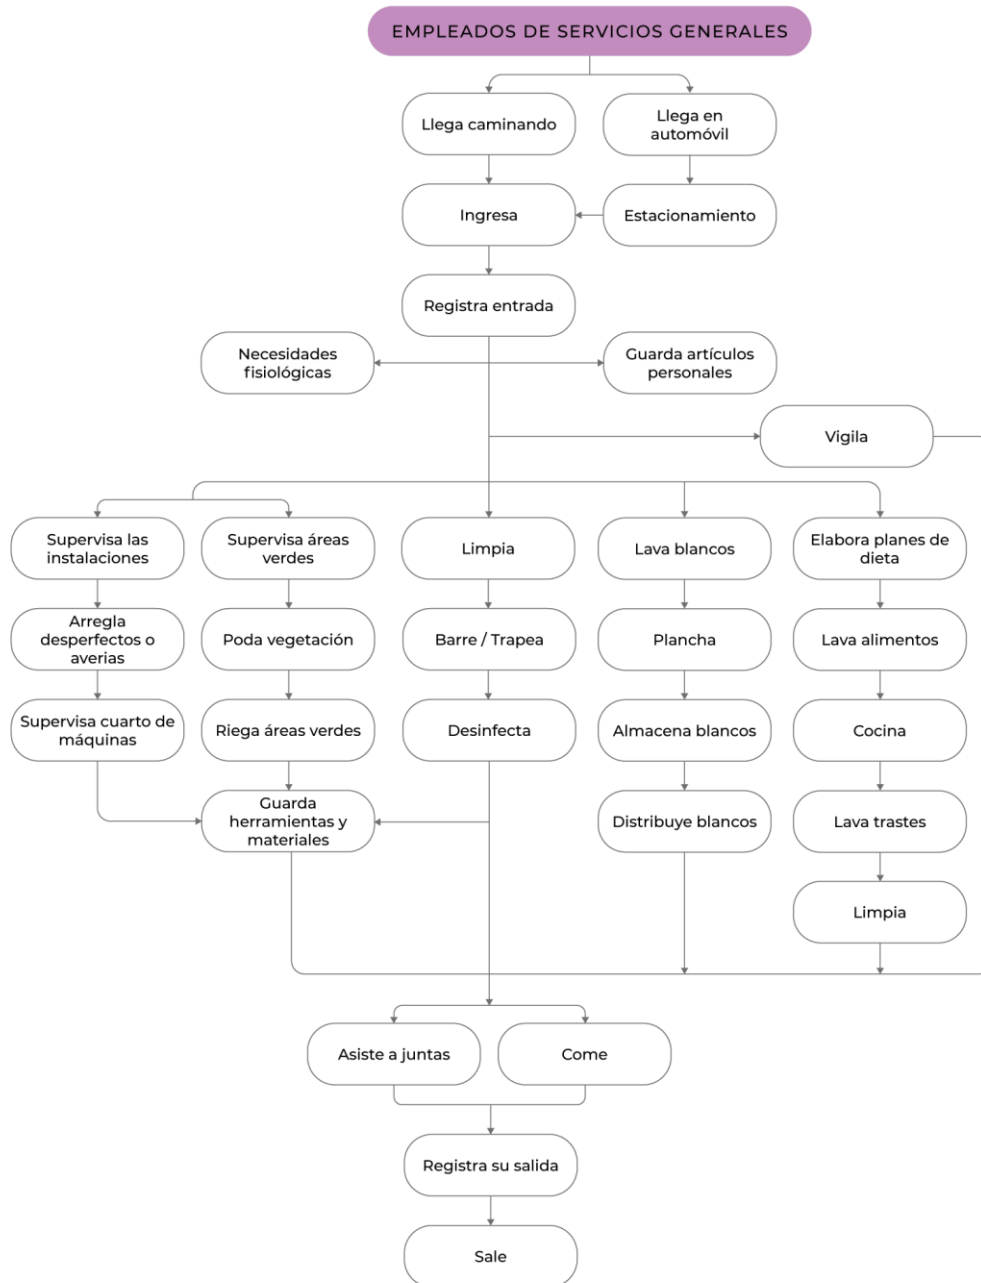 EMPLEADOS DE SERVICIOS GENERALES
Llega caminando
Llega en
automóvil
Ingresa
Estacionamiento
Registra entrada
Necesidades
fisiológicas
Guarda artículos
personales
Vigila
Supervisa las
instalaciones
Supervisa áreas
verdes
Limpia
Lava blancos
Elabora planes de
dieta
Arregla
desperfectos o
averias
Poda vegetación
Barre / Trapea
Plancha
Lava alimentos
Supervisa cuarto de
máquinas
Riega áreas verdes
Desinfecta
Almacena blancos
Cocina
Guarda
herramientas y
materiales
Distribuye blancos
Lava trastes
Limpia
Asiste a juntas
Come
Registra su salida
Sale